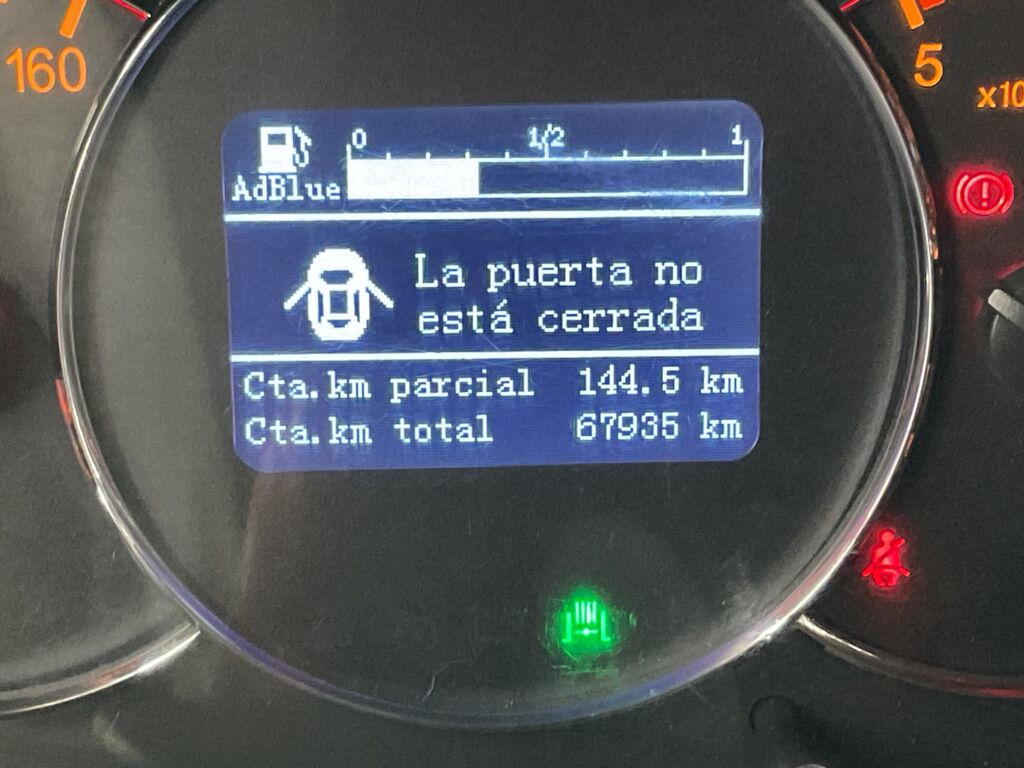 160
5
x10
0 1/2 1
AdBlue
La puerta no
está cerrada
Cta.km parcial 144.5 km
Cta.km total 67935 km